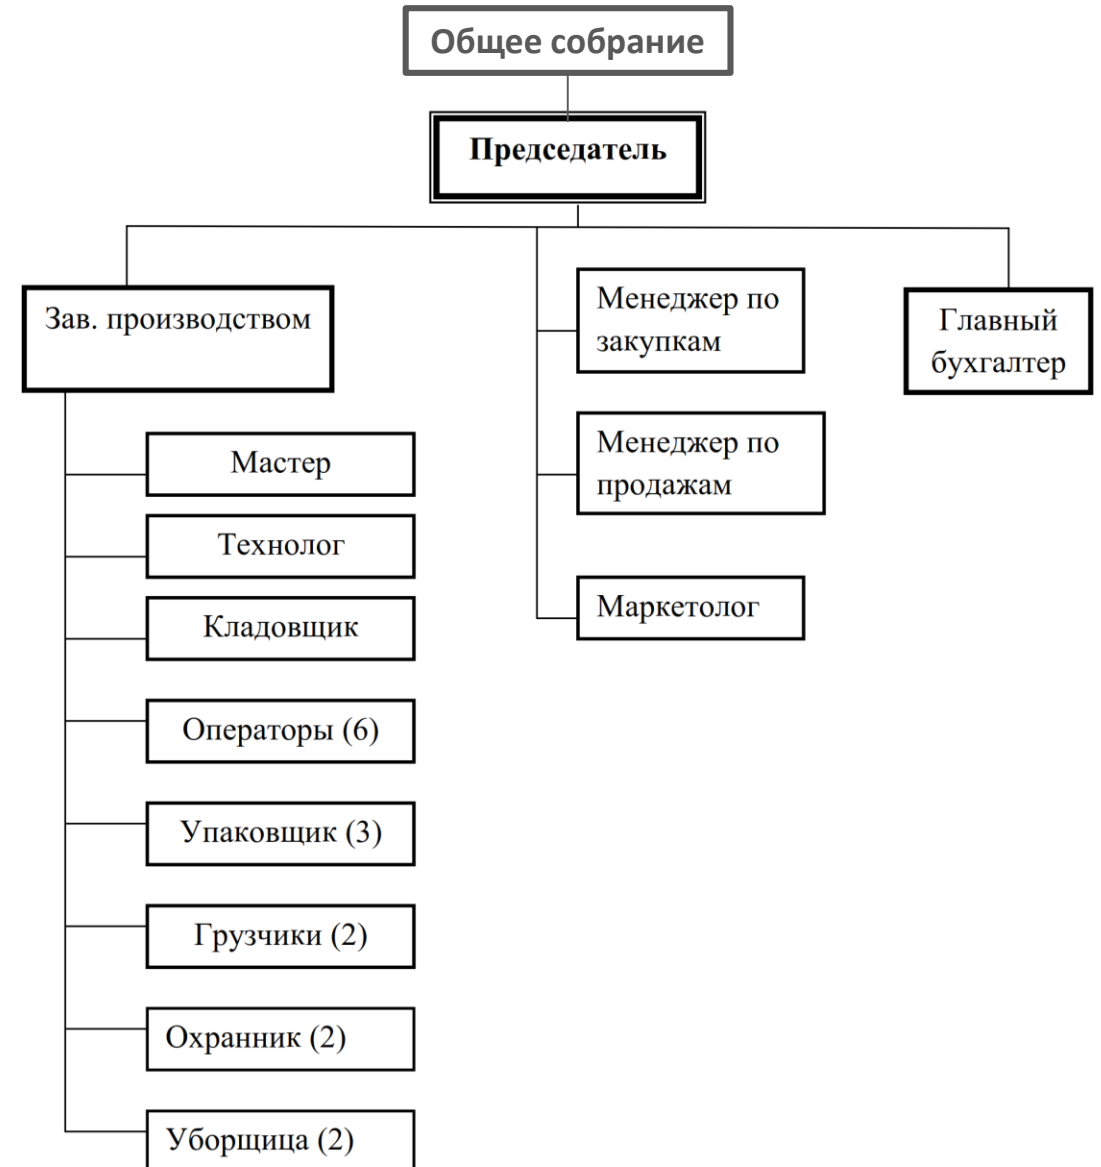 Общее собрание
Председатель
Зав. производством
Мастер
Технолог
Кладовщик
Операторы (6)
Упаковщик (3)
Грузчики (2)
Охранник (2)
Уборщица (2)
Менеджер по
закупкам
Менеджер по
продажам
Маркетолог
Главный
бухгалтер